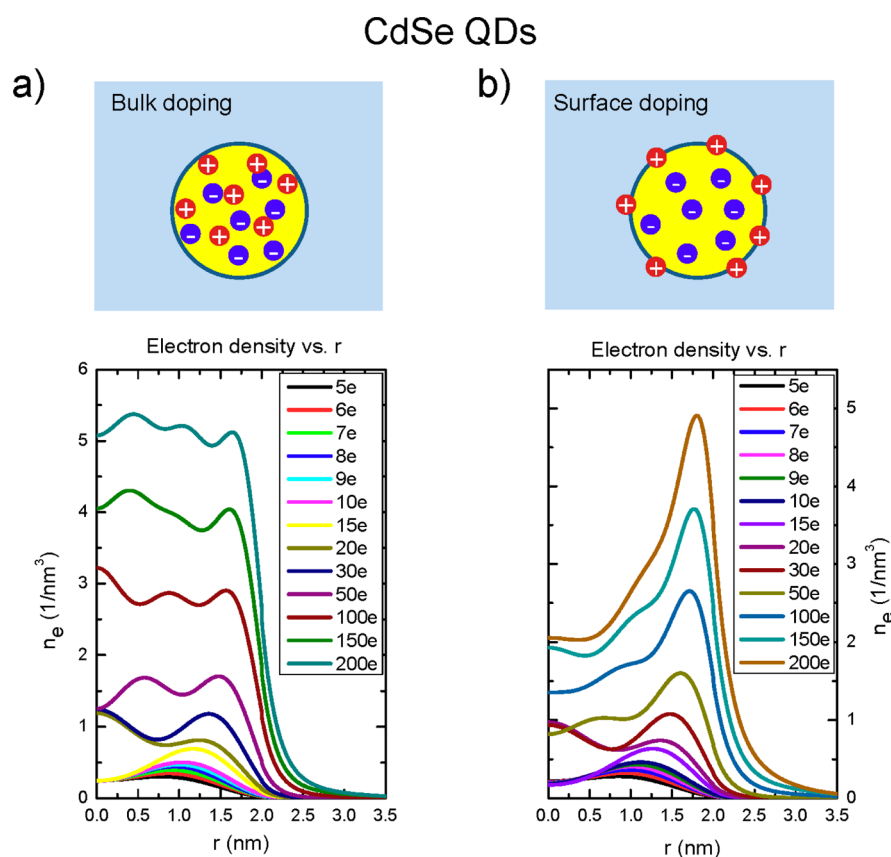 CdSe QDs
a)
Bulk doping
+ + - + - + + - - + + - - -
Electron density vs. r
6
5
4
3
2
1
0
n_e (1/nm³)
5e
6e
7e
8e
9e
10e
15e
20e
30e
50e
100e
150e
200e
0.0 0.5 1.0 1.5 2.0 2.5 3.0 3.5
r (nm)
b)
Surface doping
+ + - - + + - - - - - + + +
Electron density vs. r
5e
6e
7e
8e
9e
10e
15e
20e
30e
50e
100e
150e
200e
5
4
3
2
1
0
n_e (1/nm³)
0.0 0.5 1.0 1.5 2.0 2.5 3.0 3.5
r (nm)